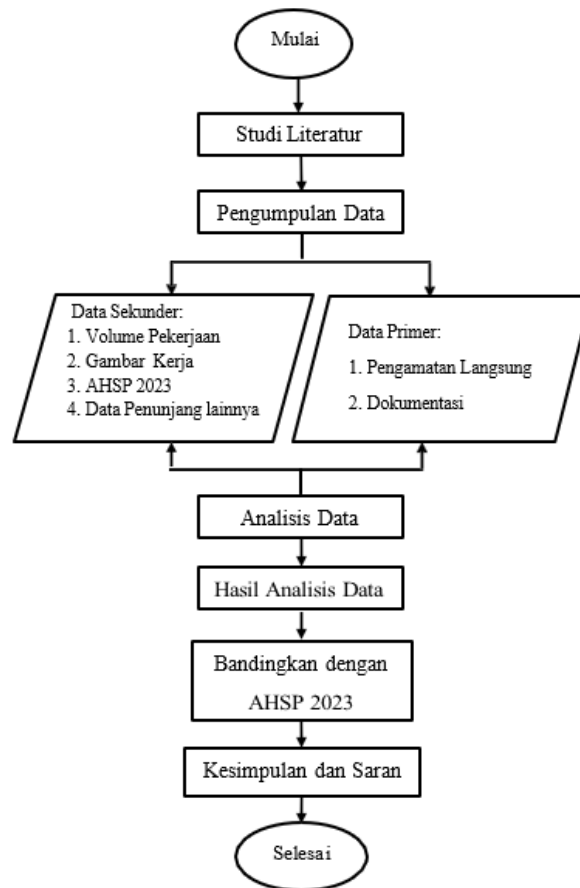 Mulai
Studi Literatur
Pengumpulan Data
Data Sekunder:
1. Volume Pekerjaan
2. Gambar Kerja
3. AHSP 2023
4. Data Penunjang lainnya
Data Primer:
1. Pengamatan Langsung
2. Dokumentasi
Analisis Data
Hasil Analisis Data
Bandingkan dengan
AHSP 2023
Kesimpulan dan Saran
Selesai